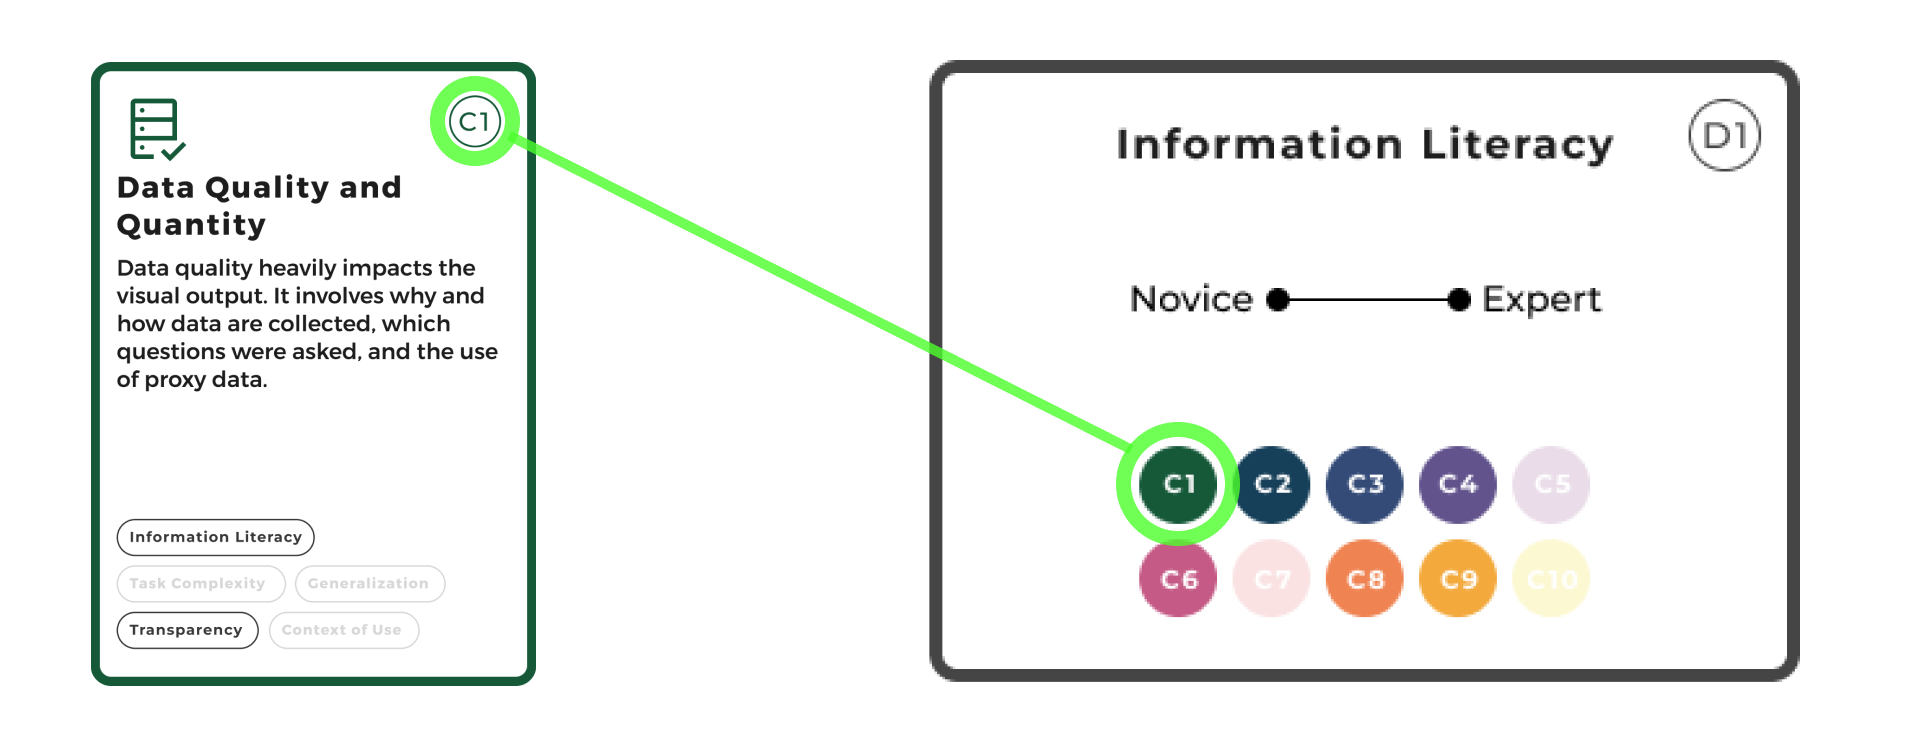 C1
Data Quality and
Quantity
Data quality heavily impacts the
visual output. It involves why and
how data are collected, which
questions were asked, and the use
of proxy data.
Information Literacy
Task Complexity
Generalization
Transparency
Context of Use
D1
Information Literacy
Novice
Expert
C1 C2 C3 C4 C5
C6 C7 C8 C9 C10